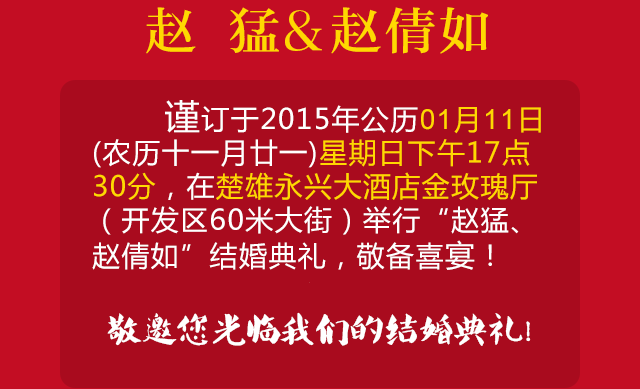 赵 猛&赵倩如
谨订于2015年公历01月11日
(农历十一月廿一)星期日下午17点
30分，在楚雄永兴大酒店金玫瑰厅
（开发区60米大街）举行“赵猛、
赵倩如”结婚典礼，敬备喜宴！
敬邀您光临我们的结婚典礼!